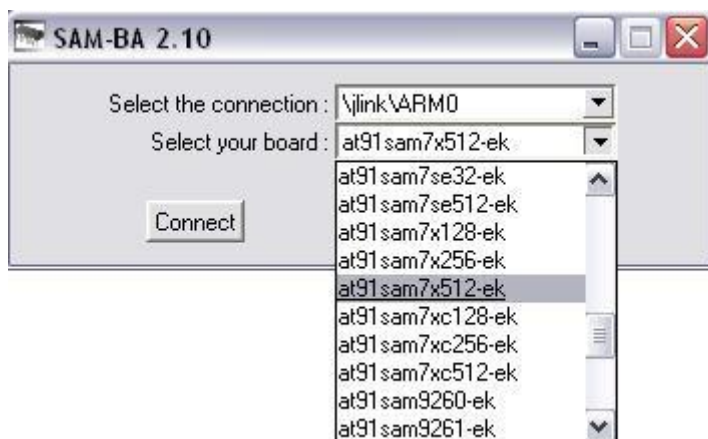 SAM-BA 2.10
Select the connection : \jlink\ARM0
Select your board : at91sam7x512-ek
at91sam7se32-ek
at91sam7se512-ek
Connect
at91sam7x128-ek
at91sam7x256-ek
at91sam7x512-ek
at91sam7xc128-ek
at91sam7xc256-ek
at91sam7xc512-ek
at91sam9260-ek
at91sam9261-ek